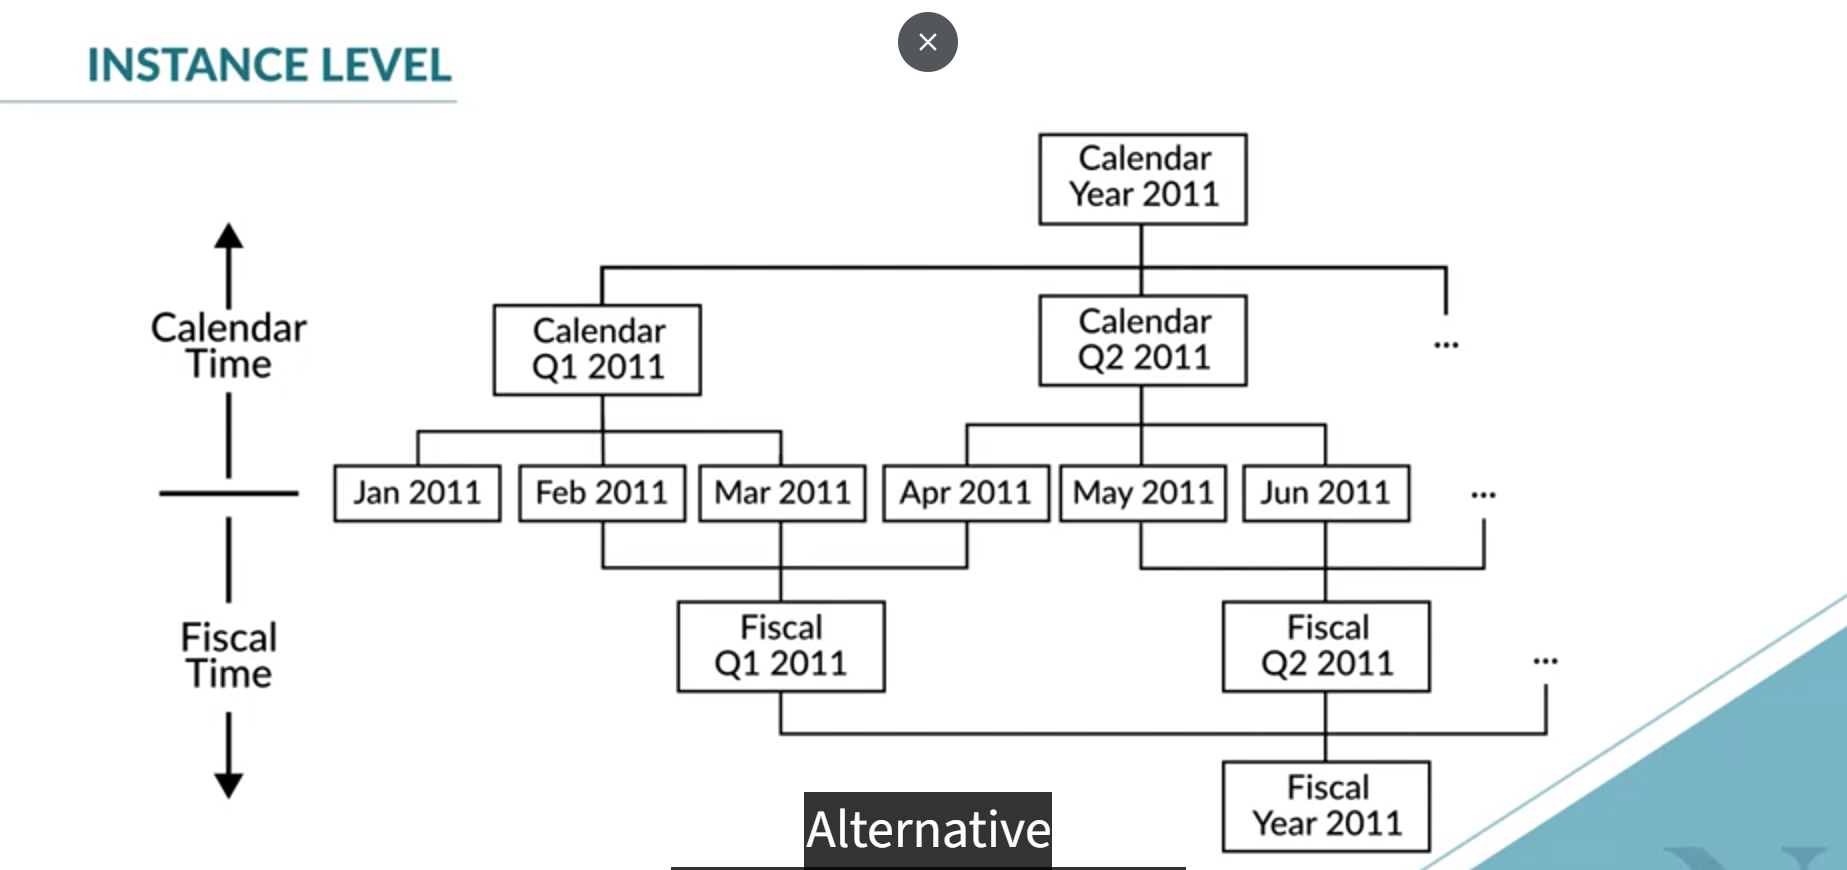 INSTANCE LEVEL
Calendar
Year 2011
Calendar
Time
Calendar
Q1 2011
Calendar
Q2 2011
...
Jan 2011
Feb 2011
Mar 2011
Apr 2011
May 2011
Jun 2011
...
Fiscal
Time
Fiscal
Q1 2011
Fiscal
Q2 2011
...
Fiscal
Year 2011
Alternative